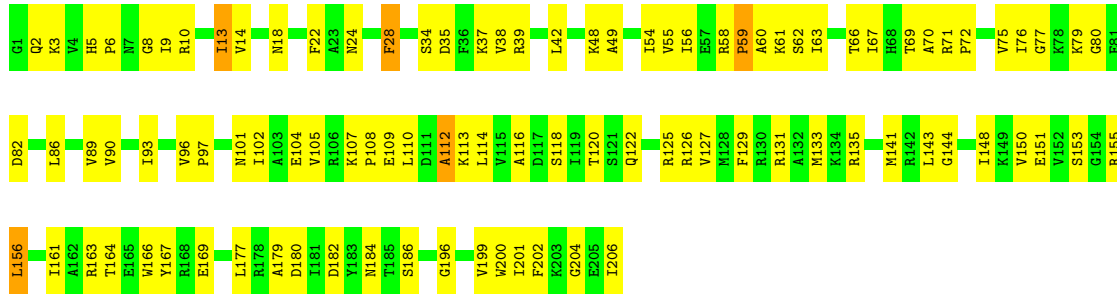 G1 Q2 K3 V4 H5 P6 N7 G8 I9 R10 I13 V14 N18 F22 A23 N24 F28 S34 D35 F36 K37 V38 R39 L42 K48 A49 I54 V55 I56 E57 R58 P59 A60 K61 S62 I63 T66 I67 H68 T69 A70 R71 P72 V75 I76 G77 K78 K79 G80 E81
D82 L86 V89 V90 I93 V96 P97 N101 I102 A103 E104 V105 R106 K107 P108 E109 L110 D111 A112 K113 L114 V115 A116 D117 S118 I119 T120 S121 Q122 R125 R126 V127 M128 F129 R130 R131 A132 M133 K134 R135 M141 R142 L143 G144 I148 K149 V150 E151 V152 S153 G154 R155
L156 I161 A162 R163 T164 E165 W166 Y167 R168 E169 L177 R178 A179 D180 I181 D182 Y183 N184 T185 S186 G196 V199 W200 I201 F202 K203 G204 E205 I206